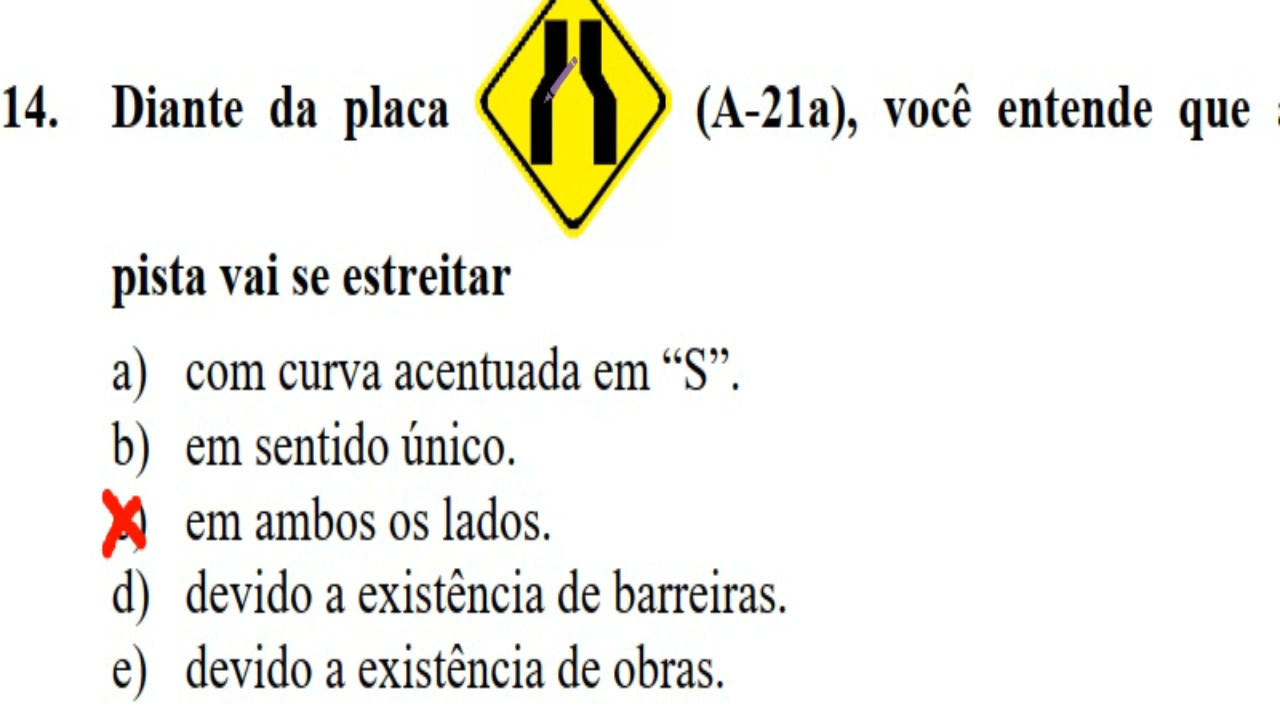 14. Diante da placa (A-21a), você entende que
pista vai se estreitar
a) com curva acentuada em “S”.
b) em sentido único.
em ambos os lados.
d) devido a existência de barreiras.
e) devido a existência de obras.